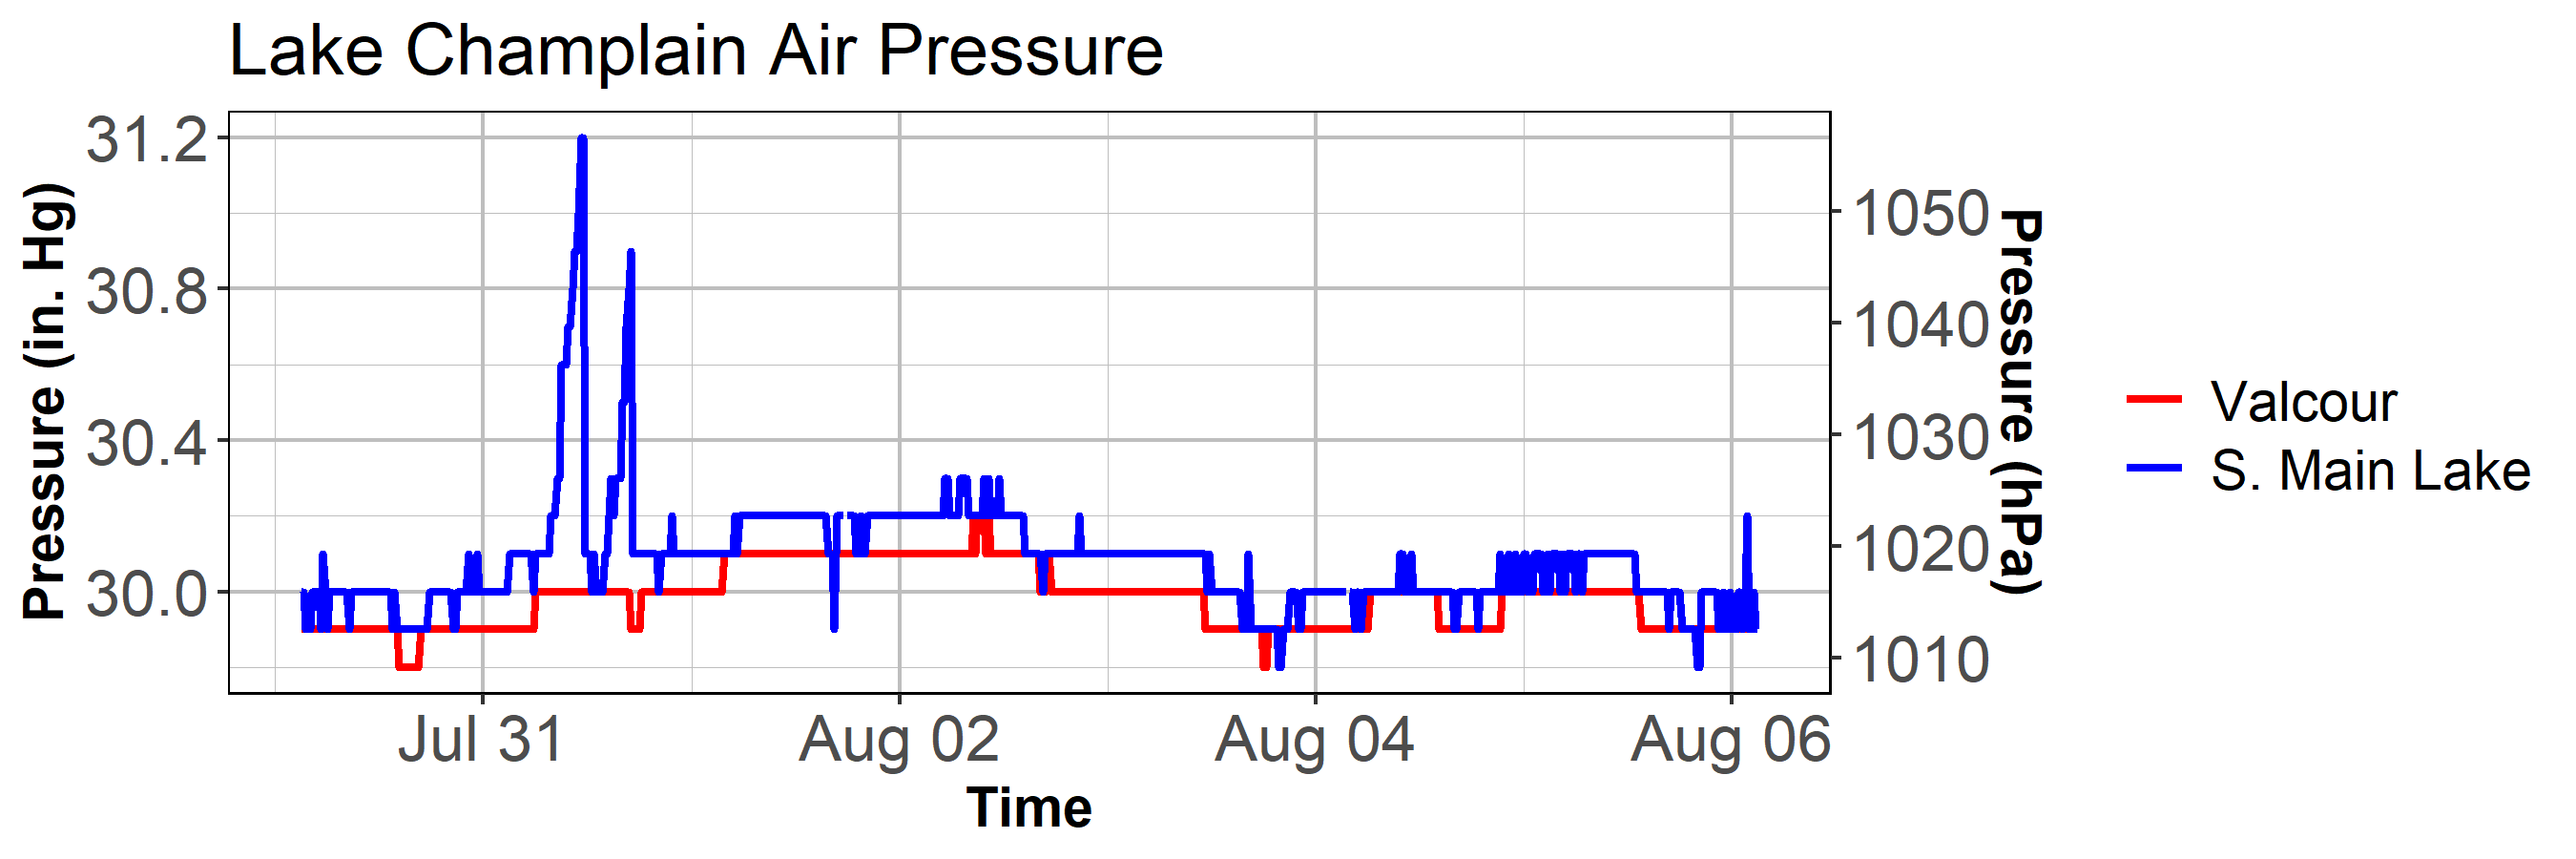 Lake Champlain Air Pressure
Pressure (in. Hg)
31.2
30.8
30.4
30.0
1050
1040
1030
1020
1010
Pressure (hPa)
Jul 31
Aug 02
Aug 04
Aug 06
Time
Valcour
S. Main Lake